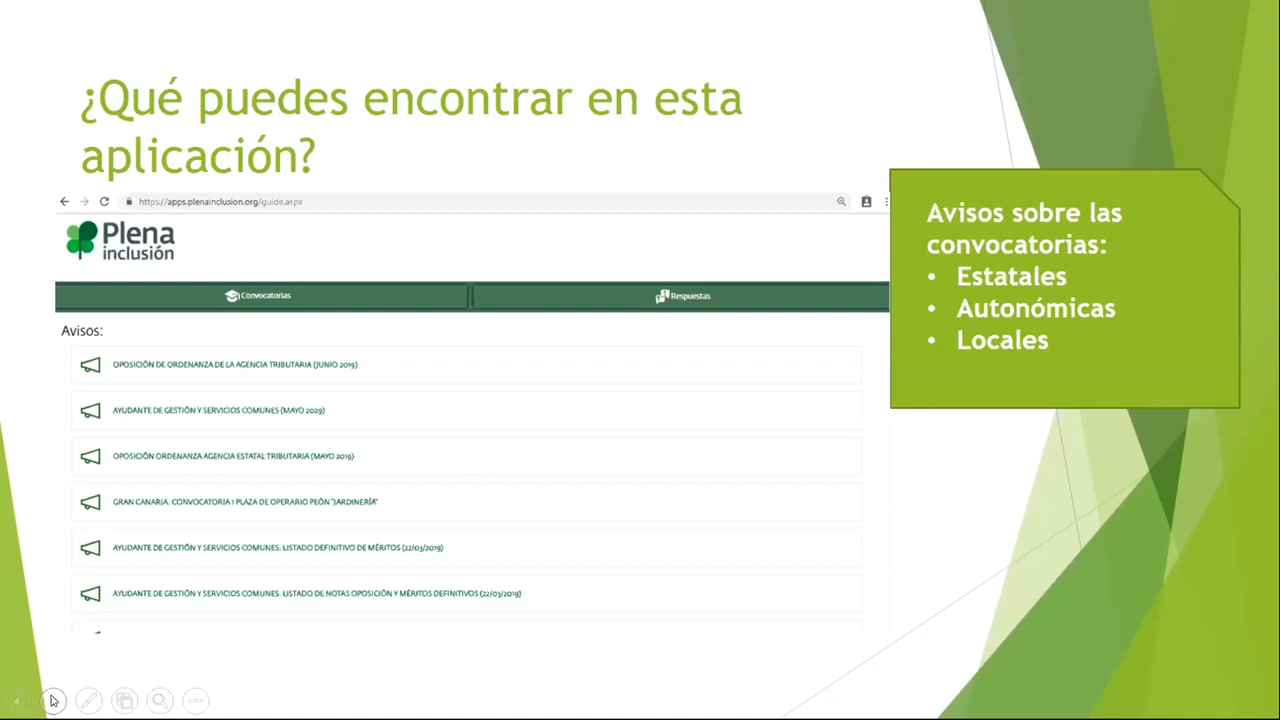 ¿Qué puedes encontrar en esta
aplicación?
https://apps.plenainclusion.org/guide.aspx
Plena
inclusión
Convocatorias
Respuestas
Avisos:
OPOSICIÓN DE ORDENANZA DE LA AGENCIA TRIBUTARIA (JUNIO 2019)
AYUDANTE DE GESTIÓN Y SERVICIOS COMUNES (MAYO 2029)
OPOSICIÓN ORDENANZA AGENCIA ESTATAL TRIBUTARIA (MAYO 2019)
GRAN CANARIA. CONVOCATORIA 1 PLAZA DE OPERARIO PEÓN "JARDINERÍA"
AYUDANTE DE GESTIÓN Y SERVICIOS COMUNES. LISTADO DEFINITIVO DE MÉRITOS (22/03/2019)
AYUDANTE DE GESTIÓN Y SERVICIOS COMUNES. LISTADO DE NOTAS OPOSICIÓN Y MÉRITOS DEFINITIVOS (22/03/2019)
Avisos sobre las
convocatorias:
• Estatales
• Autonómicas
• Locales